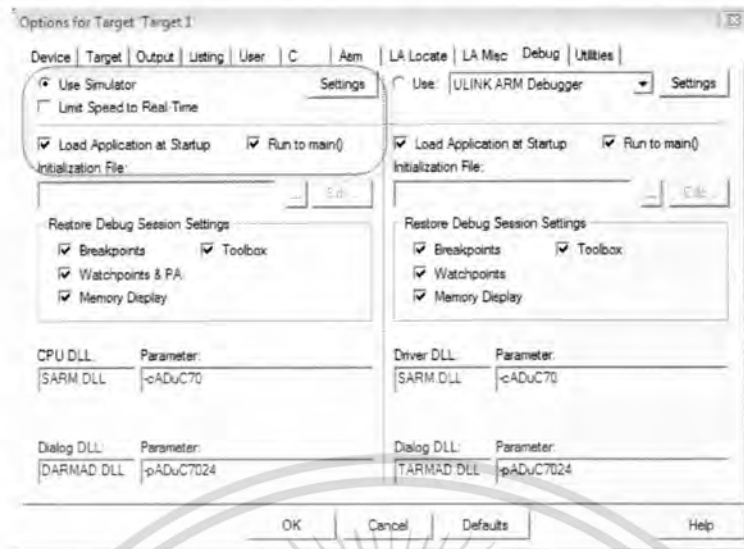 Options for Target 'Target 1'
Device | Target | Output | Listing | User | C | Asm | LA Locate | LA Misc | Debug | Utilities
Use Simulator Settings
Limit Speed to Real-Time
Load Application at Startup Run to main()
Initialization File:
... Edit...
Restore Debug Session Settings
Breakpoints Toolbox
Watchpoints & PA
Memory Display
CPU DLL: Parameter:
SARM.DLL -cADuC70
Dialog DLL: Parameter:
DARMAD.DLL -pADuC7024
Use: ULINK ARM Debugger Settings
Load Application at Startup Run to main()
Initialization File:
... Edit...
Restore Debug Session Settings
Breakpoints Toolbox
Watchpoints
Memory Display
Driver DLL: Parameter:
SARM.DLL -cADuC70
Dialog DLL: Parameter:
TARMAD.DLL -pADuC7024
OK Cancel Defaults Help